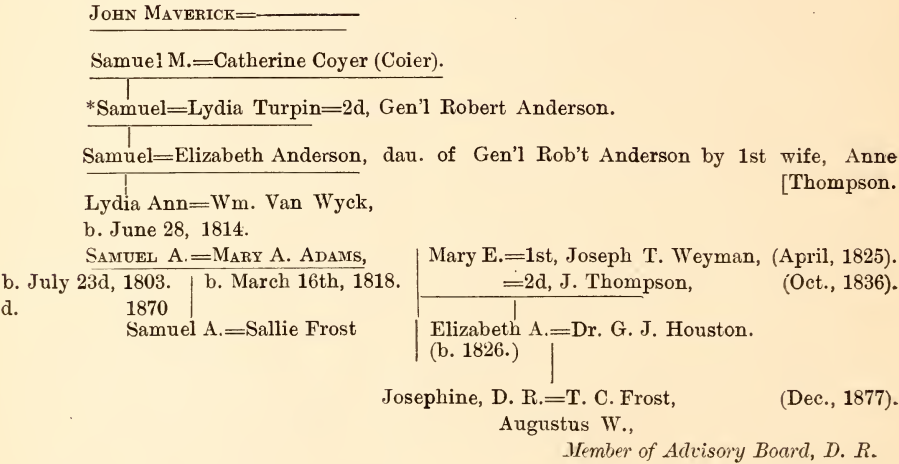 JOHN MAVERICK=
Samuel M.=Catherine Coyer (Coier).
*Samuel=Lydia Turpin=2d, Gen'l Robert Anderson.
Samuel=Elizabeth Anderson, dau. of Gen'l Rob't Anderson by 1st wife, Anne
[Thompson.
Lydia Ann=Wm. Van Wyck,
b. June 28, 1814.
SAMUEL A.=MARY A. ADAMS,
b. July 23d, 1803. b. March 16th, 1818.
d. 1870
Samuel A.=Sallie Frost
Mary E.=1st, Joseph T. Weyman, (April, 1825).
=2d, J. Thompson, (Oct., 1836).
Elizabeth A.=Dr. G. J. Houston.
(b. 1826.)
Josephine, D. R.=T. C. Frost, (Dec., 1877).
Augustus W.,
Member of Advisory Board, D. R.